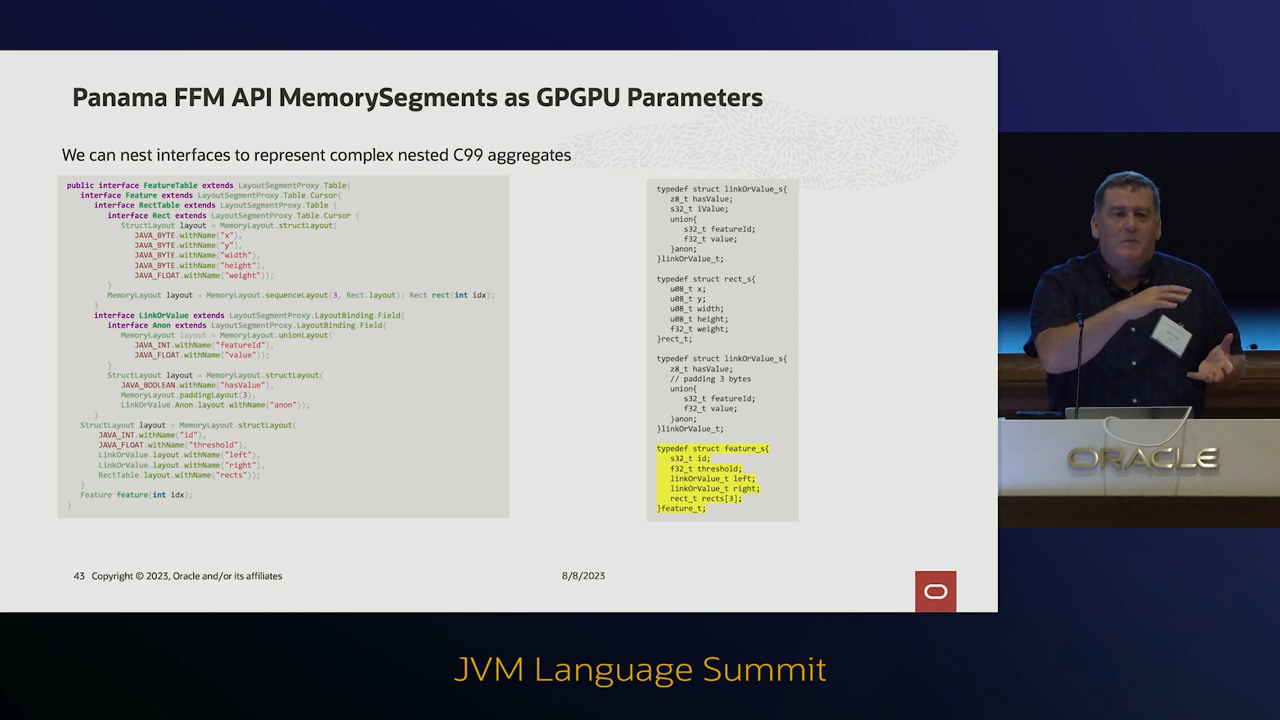 Panama FFM API MemorySegments as GPGPU Parameters
We can nest interfaces to represent complex nested C99 aggregates
public interface FeatureTable extends LayoutSegmentProxy.Table{
interface Feature extends LayoutSegmentProxy.Table.Cursor{
interface RectTable extends LayoutSegmentProxy.Table {
interface Rect extends LayoutSegmentProxy.Table.Cursor {
StructLayout layout = MemoryLayout.structLayout(
JAVA_BYTE.withName("x"),
JAVA_BYTE.withName("y"),
JAVA_BYTE.withName("width"),
JAVA_BYTE.withName("height"),
JAVA_FLOAT.withName("weight"));
}
MemoryLayout layout = MemoryLayout.sequenceLayout(3, Rect.layout); Rect rect(int idx);
}
interface LinkOrValue extends LayoutSegmentProxy.LayoutBinding.Field{
interface Anon extends LayoutSegmentProxy.LayoutBinding.Field{
MemoryLayout layout = MemoryLayout.unionLayout(
JAVA_INT.withName("featureId"),
JAVA_FLOAT.withName("value"));
}
StructLayout layout = MemoryLayout.structLayout(
JAVA_BOOLEAN.withName("hasValue"),
MemoryLayout.paddingLayout(3),
LinkOrValue.Anon.layout.withName("anon"));
}
StructLayout layout = MemoryLayout.structLayout(
JAVA_INT.withName("id"),
JAVA_FLOAT.withName("threshold"),
LinkOrValue.layout.withName("left"),
LinkOrValue.layout.withName("right"),
RectTable.layout.withName("rects"));
}
Feature feature(int idx);
}
typedef struct linkOrValue_s{
z8_t hasValue;
s32_t iValue;
union{
s32_t featureId;
f32_t value;
}anon;
}linkOrValue_t;
typedef struct rect_s{
u08_t x;
u08_t y;
u08_t width;
u08_t height;
f32_t weight;
}rect_t;
typedef struct linkOrValue_s{
z8_t hasValue;
// padding 3 bytes
union{
s32_t featureId;
f32_t value;
}anon;
}linkOrValue_t;
typedef struct feature_s{
s32_t id;
f32_t threshold;
linkOrValue_t left;
linkOrValue_t right;
rect_t rects[3];
}feature_t;
43 Copyright © 2023, Oracle and/or its affiliates
8/8/2023
ORACLE
JVM Language Summit